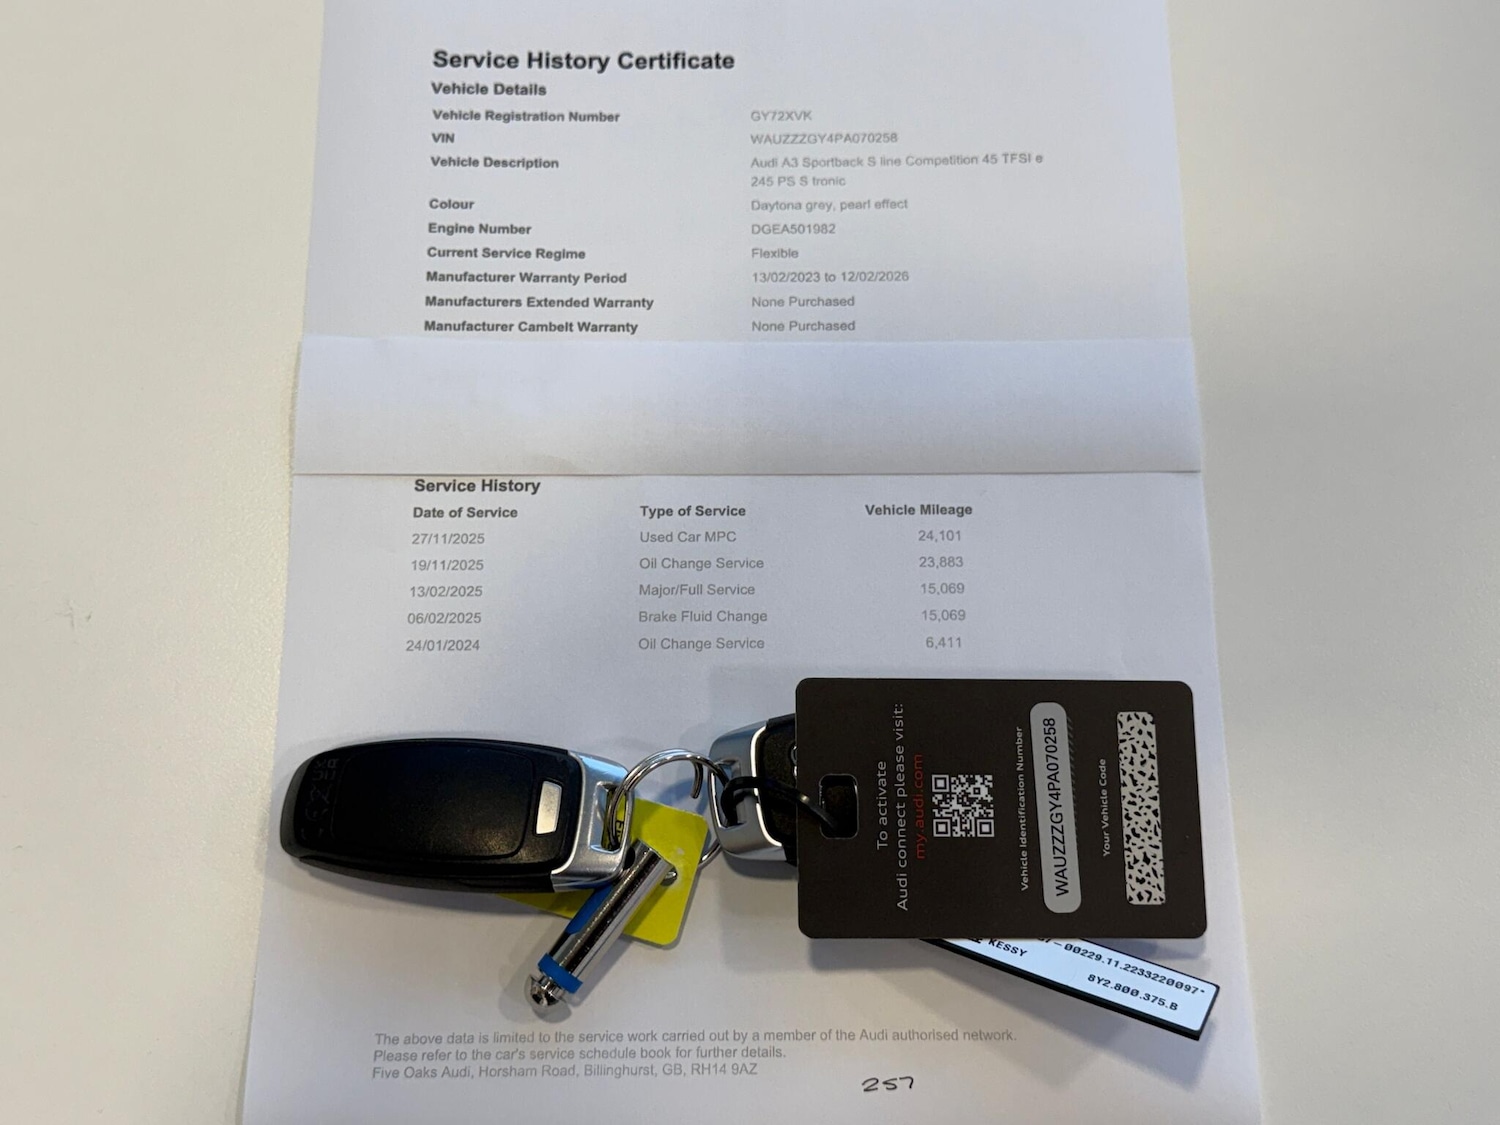 Service History Certificate
Vehicle Details
Vehicle Registration Number GY72XVK
VIN WAUZZZGY4PA070258
Vehicle Description Audi A3 Sportback S line Competition 45 TFSI e
245 PS S tronic
Colour Daytona grey, pearl effect
Engine Number DGEA501982
Current Service Regime Flexible
Manufacturer Warranty Period 13/02/2023 to 12/02/2026
Manufacturers Extended Warranty None Purchased
Manufacturer Cambelt Warranty None Purchased
Service History
Date of Service Type of Service Vehicle Mileage
27/11/2025 Used Car MPC 24,101
19/11/2025 Oil Change Service 23,883
13/02/2025 Major/Full Service 15,069
06/02/2025 Brake Fluid Change 15,069
24/01/2024 Oil Change Service 6,411
To activate
Audi connect please visit:
my.audi.com
Vehicle Identification Number
WAUZZZGY4PA070258
Your Vehicle Code
00229.11.2233220097*
KESSY
8Y2.800.375.B
The above data is limited to the service work carried out by a member of the Audi authorised network.
Please refer to the car's service schedule book for further details.
Five Oaks Audi, Horsham Road, Billinghurst, GB, RH14 9AZ
257